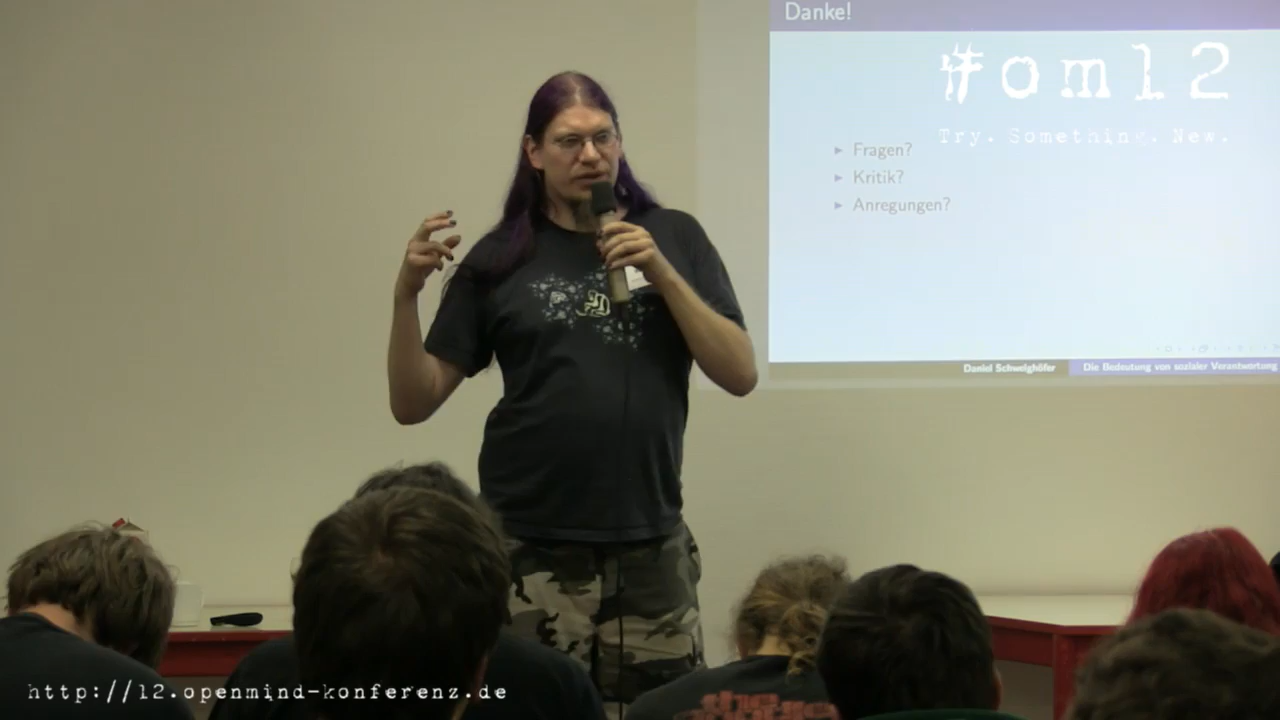 Danke!
#om12
Try. Something. New.
Fragen?
Kritik?
Anregungen?
Daniel Schweighöfer
Die Bedeutung von sozialer Verantwortung
http://12.openmind-konferenz.de